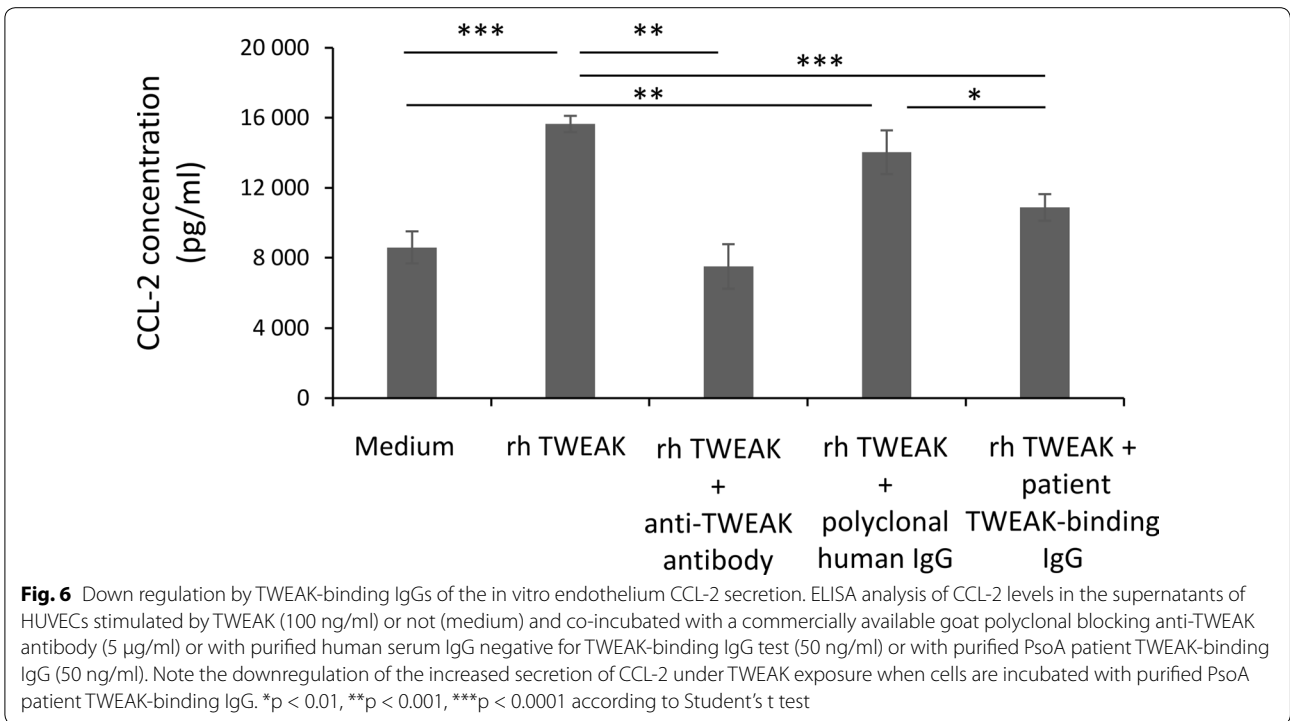 *** **
***
** *
20 000
16 000
12 000
8 000
4 000
0
CCL-2 concentration
(pg/ml)
Medium
rh TWEAK
rh TWEAK
+
anti-TWEAK
antibody
rh TWEAK
+
polyclonal
human IgG
rh TWEAK +
patient
TWEAK-binding
IgG
Fig. 6 Down regulation by TWEAK-binding IgGs of the in vitro endothelium CCL-2 secretion. ELISA analysis of CCL-2 levels in the supernatants of
HUVECs stimulated by TWEAK (100 ng/ml) or not (medium) and co-incubated with a commercially available goat polyclonal blocking anti-TWEAK
antibody (5 µg/ml) or with purified human serum IgG negative for TWEAK-binding IgG test (50 ng/ml) or with purified PsoA patient TWEAK-binding
IgG (50 ng/ml). Note the downregulation of the increased secretion of CCL-2 under TWEAK exposure when cells are incubated with purified PsoA
patient TWEAK-binding IgG. *p < 0.01, **p < 0.001, ***p < 0.0001 according to Student's t test